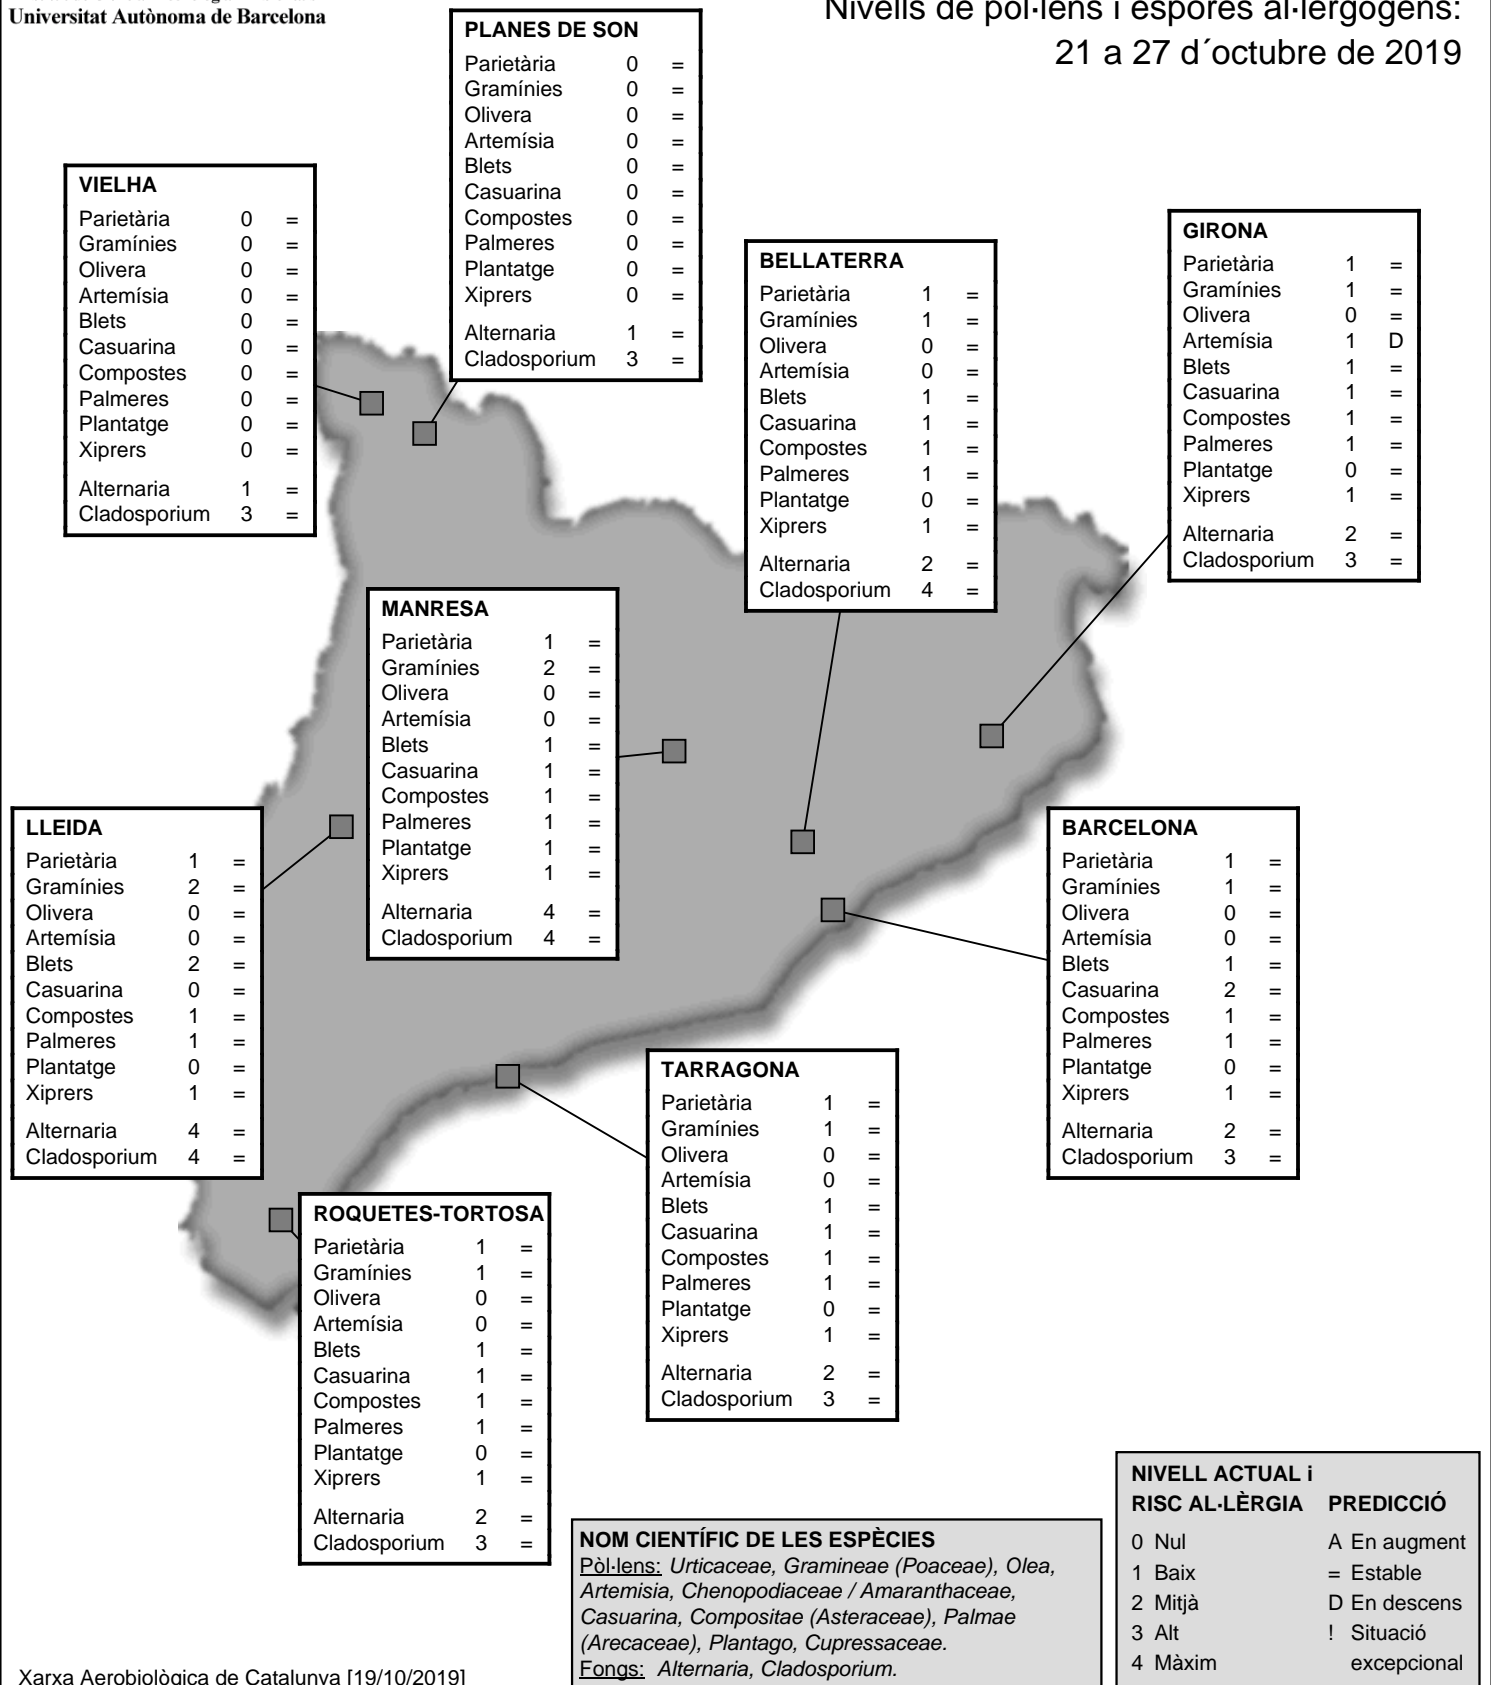 Universitat Autònoma de Barcelona
Nivells de pol·lens i espores al·lergògens:
21 a 27 d´octubre de 2019
PLANES DE SON
Parietària 0 =
Gramínies 0 =
Olivera 0 =
Artemísia 0 =
Blets 0 =
Casuarina 0 =
Compostes 0 =
Palmeres 0 =
Plantatge 0 =
Xiprers 0 =
Alternaria 1 =
Cladosporium 3 =
VIELHA
Parietària 0 =
Gramínies 0 =
Olivera 0 =
Artemísia 0 =
Blets 0 =
Casuarina 0 =
Compostes 0 =
Palmeres 0 =
Plantatge 0 =
Xiprers 0 =
Alternaria 1 =
Cladosporium 3 =
BELLATERRA
Parietària 1 =
Gramínies 1 =
Olivera 0 =
Artemísia 0 =
Blets 1 =
Casuarina 1 =
Compostes 1 =
Palmeres 1 =
Plantatge 0 =
Xiprers 1 =
Alternaria 2 =
Cladosporium 4 =
GIRONA
Parietària 1 =
Gramínies 1 =
Olivera 0 =
Artemísia 1 D
Blets 1 =
Casuarina 1 =
Compostes 1 =
Palmeres 1 =
Plantatge 0 =
Xiprers 1 =
Alternaria 2 =
Cladosporium 3 =
MANRESA
Parietària 1 =
Gramínies 2 =
Olivera 0 =
Artemísia 0 =
Blets 1 =
Casuarina 1 =
Compostes 1 =
Palmeres 1 =
Plantatge 1 =
Xiprers 1 =
Alternaria 4 =
Cladosporium 4 =
LLEIDA
Parietària 1 =
Gramínies 2 =
Olivera 0 =
Artemísia 0 =
Blets 2 =
Casuarina 0 =
Compostes 1 =
Palmeres 1 =
Plantatge 0 =
Xiprers 1 =
Alternaria 4 =
Cladosporium 4 =
BARCELONA
Parietària 1 =
Gramínies 1 =
Olivera 0 =
Artemísia 0 =
Blets 1 =
Casuarina 2 =
Compostes 1 =
Palmeres 1 =
Plantatge 0 =
Xiprers 1 =
Alternaria 2 =
Cladosporium 3 =
TARRAGONA
Parietària 1 =
Gramínies 1 =
Olivera 0 =
Artemísia 0 =
Blets 1 =
Casuarina 1 =
Compostes 1 =
Palmeres 1 =
Plantatge 0 =
Xiprers 1 =
Alternaria 2 =
Cladosporium 3 =
ROQUETES-TORTOSA
Parietària 1 =
Gramínies 1 =
Olivera 0 =
Artemísia 0 =
Blets 1 =
Casuarina 1 =
Compostes 1 =
Palmeres 1 =
Plantatge 0 =
Xiprers 1 =
Alternaria 2 =
Cladosporium 3 =
NOM CIENTÍFIC DE LES ESPÈCIES
Pòl·lens: Urticaceae, Gramineae (Poaceae), Olea,
Artemisia, Chenopodiaceae / Amaranthaceae,
Casuarina, Compositae (Asteraceae), Palmae
(Arecaceae), Plantago, Cupressaceae.
Fongs: Alternaria, Cladosporium.
NIVELL ACTUAL i
RISC AL·LÈRGIA PREDICCIÓ
0 Nul A En augment
1 Baix = Estable
2 Mitjà D En descens
3 Alt ! Situació
4 Màxim excepcional
Xarxa Aerobiològica de Catalunya [19/10/2019]